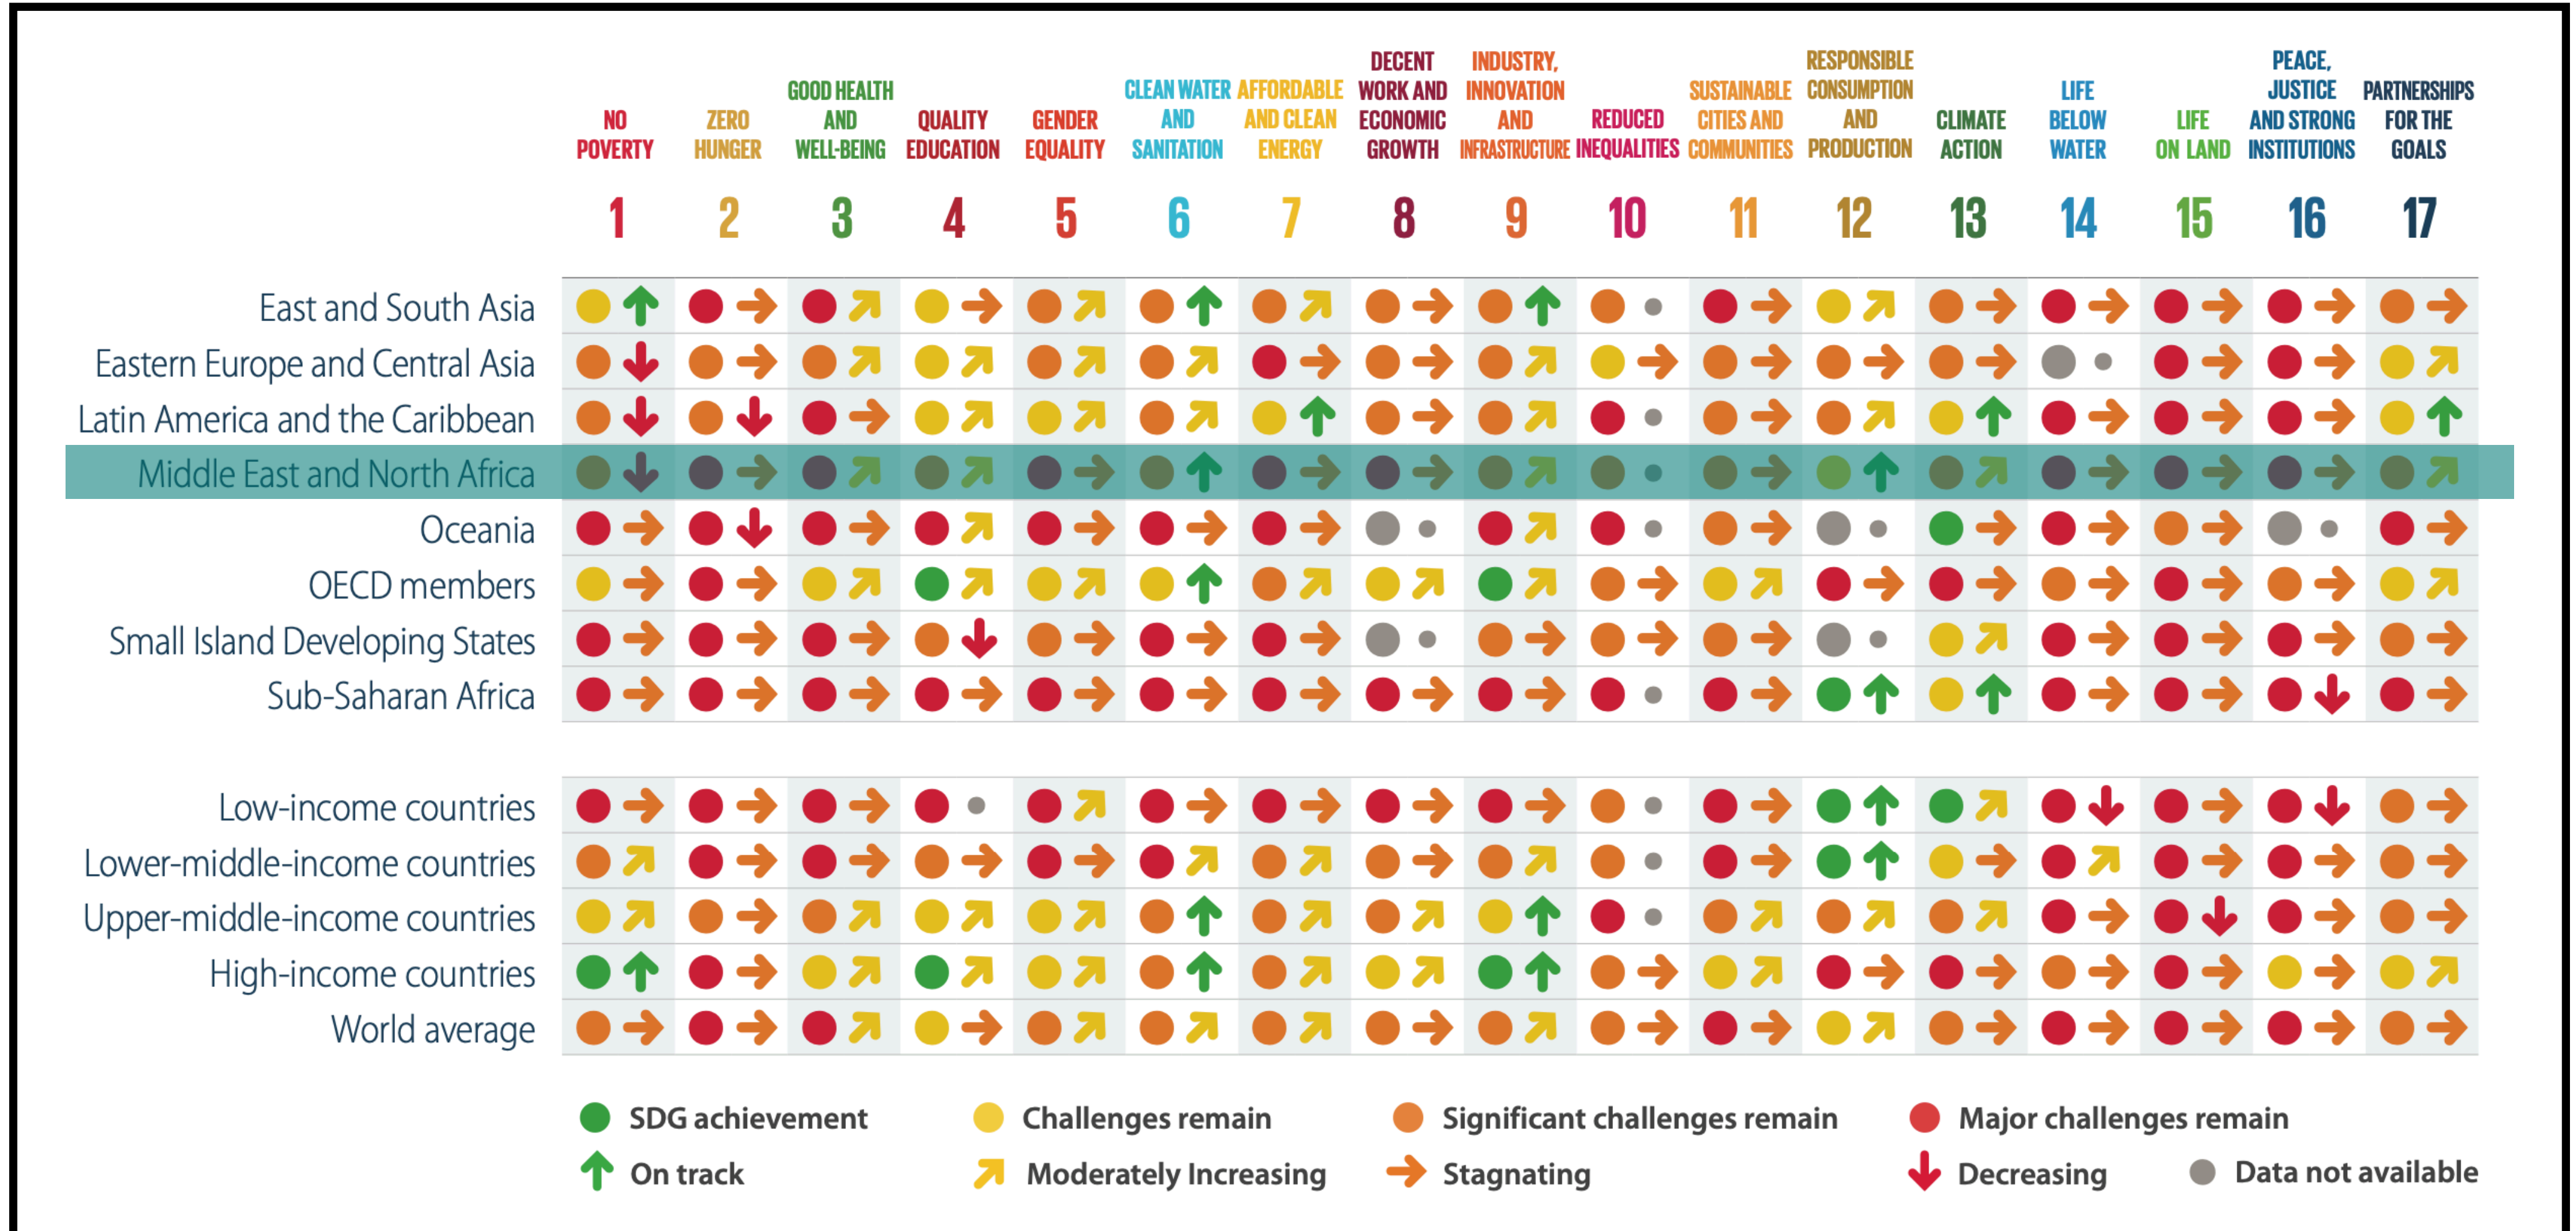 NO POVERTY
ZERO HUNGER
GOOD HEALTH AND WELL-BEING
QUALITY EDUCATION
GENDER EQUALITY
CLEAN WATER AND SANITATION
AFFORDABLE AND CLEAN ENERGY
DECENT WORK AND ECONOMIC GROWTH
INDUSTRY, INNOVATION AND INFRASTRUCTURE
REDUCED INEQUALITIES
SUSTAINABLE CITIES AND COMMUNITIES
RESPONSIBLE CONSUMPTION AND PRODUCTION
CLIMATE ACTION
LIFE BELOW WATER
LIFE ON LAND
PEACE, JUSTICE AND STRONG INSTITUTIONS
PARTNERSHIPS FOR THE GOALS
1 2 3 4 5 6 7 8 9 10 11 12 13 14 15 16 17
East and South Asia
Eastern Europe and Central Asia
Latin America and the Caribbean
Middle East and North Africa
Oceania
OECD members
Small Island Developing States
Sub-Saharan Africa
Low-income countries
Lower-middle-income countries
Upper-middle-income countries
High-income countries
World average
SDG achievement
Challenges remain
Significant challenges remain
Major challenges remain
On track
Moderately Increasing
Stagnating
Decreasing
Data not available